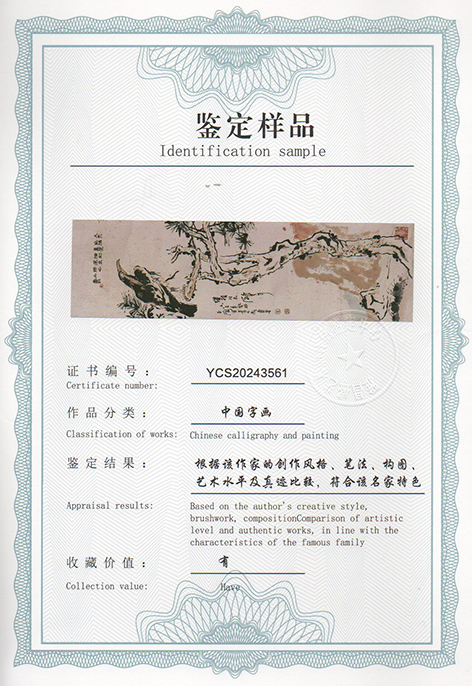 鉴定样品
Identification sample
证书编号：
YCS20243561
Certificate number:
作品分类：
中国字画
Classification of works:
Chinese calligraphy and painting
鉴定结果：
根据该作家的创作风格、笔法、构图、
艺术水平及真迹比较，符合该名家特色
Appraisal results:
Based on the author's creative style,
brushwork, compositionComparison of artistic
level and authentic works, in line with the
characteristics of the famous family
收藏价值：
有
Collection value:
Have